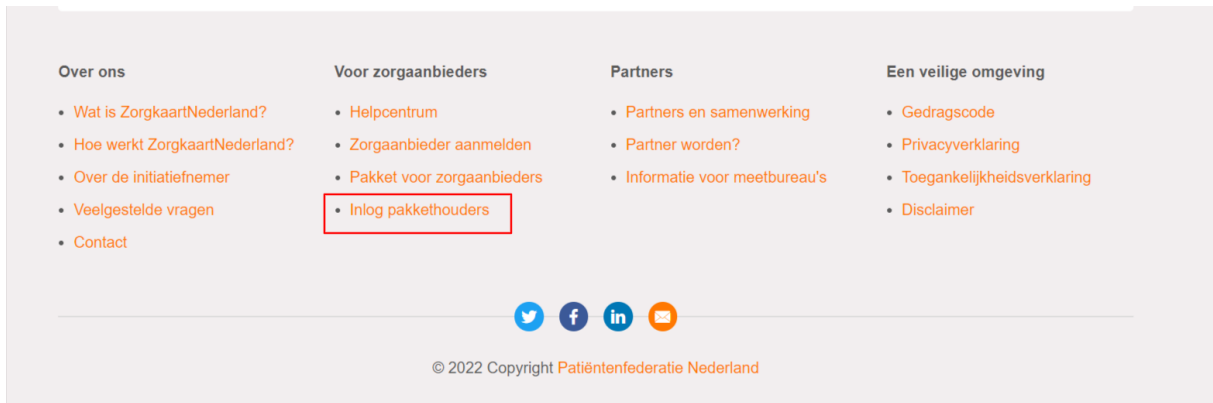 Over ons
• Wat is ZorgkaartNederland?
• Hoe werkt ZorgkaartNederland?
• Over de initiatiefnemer
• Veelgestelde vragen
• Contact
Voor zorgaanbieders
• Helpcentrum
• Zorgaanbieder aanmelden
• Pakket voor zorgaanbieders
• Inlog pakkethouders
Partners
• Partners en samenwerking
• Partner worden?
• Informatie voor meetbureau's
Een veilige omgeving
• Gedragscode
• Privacyverklaring
• Toegankelijkheidsverklaring
• Disclaimer
© 2022 Copyright Patiëntenfederatie Nederland